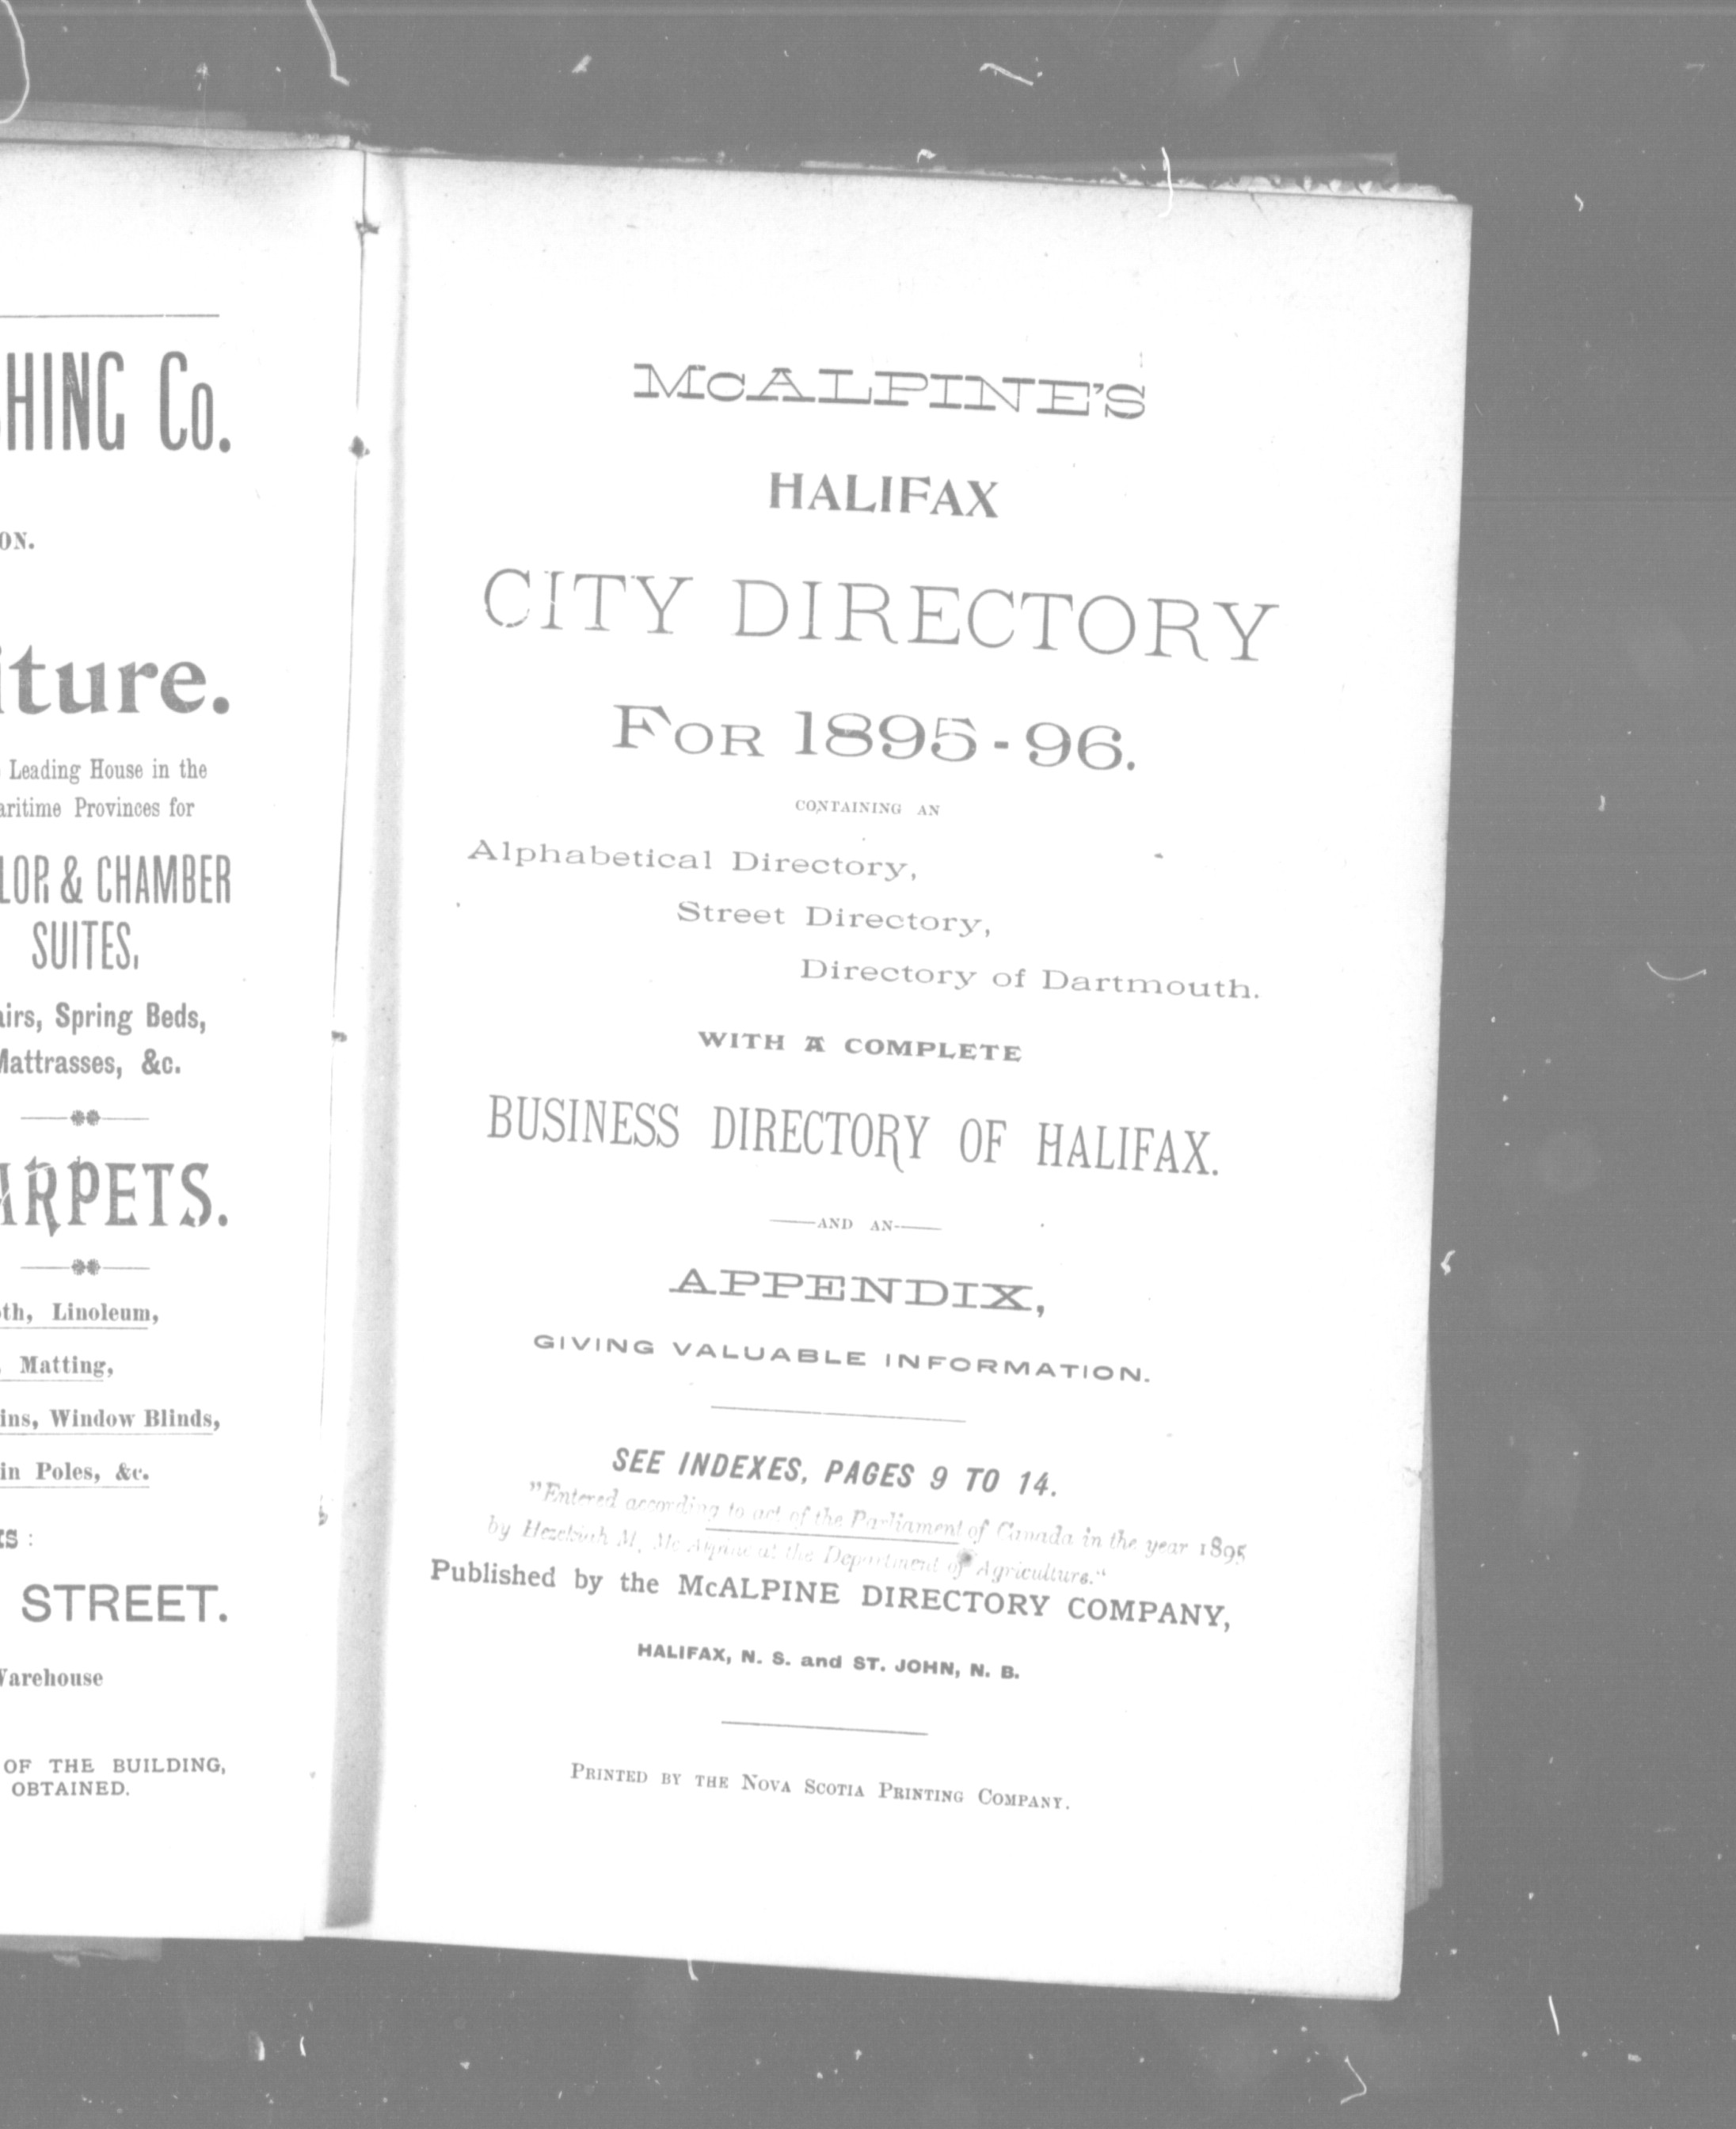 HING Co.
ON.
iture.
Leading House in the
aritime Provinces for
LOR & CHAMBER
SUITES,
airs, Spring Beds,
Mattrasses, &c.
ARPETS.
th, Linoleum,
Matting,
ins, Window Blinds,
in Poles, &c.
S :
STREET.
Warehouse
OF THE BUILDING,
OBTAINED.
McALPINE'S
HALIFAX
CITY DIRECTORY
FOR 1895-96.
CONTAINING AN
Alphabetical Directory,
Street Directory,
Directory of Dartmouth.
WITH A COMPLETE
BUSINESS DIRECTORY OF HALIFAX.
—AND AN—
APPENDIX,
GIVING VALUABLE INFORMATION.
SEE INDEXES, PAGES 9 TO 14.
"Entered according to act of the Parliament of Canada in the year 1895
by Hezekiah M. McAlpine at the Department of Agriculture."
Published by the McALPINE DIRECTORY COMPANY,
HALIFAX, N. S. and ST. JOHN, N. B.
PRINTED BY THE NOVA SCOTIA PRINTING COMPANY.